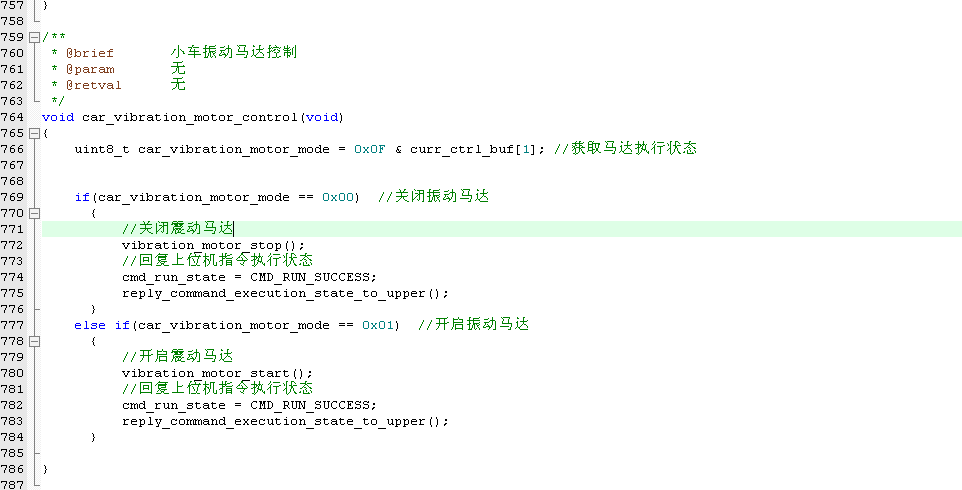 757 }
758
759 /**
760  * @brief       小车振动马达控制
761  * @param       无
762  * @retval      无
763  */
764 void car_vibration_motor_control(void)
765 {
766     uint8_t car_vibration_motor_mode = 0x0F & curr_ctrl_buf[1]; //获取马达执行状态
767
768
769     if(car_vibration_motor_mode == 0x00)  //关闭振动马达
770       {
771           //关闭震动马达
772           vibration_motor_stop();
773           //回复上位机指令执行状态
774           cmd_run_state = CMD_RUN_SUCCESS;
775           reply_command_execution_state_to_upper();
776       }
777     else if(car_vibration_motor_mode == 0x01)  //开启振动马达
778       {
779           //开启震动马达
780           vibration_motor_start();
781           //回复上位机指令执行状态
782           cmd_run_state = CMD_RUN_SUCCESS;
783           reply_command_execution_state_to_upper();
784       }
785
786 }
787